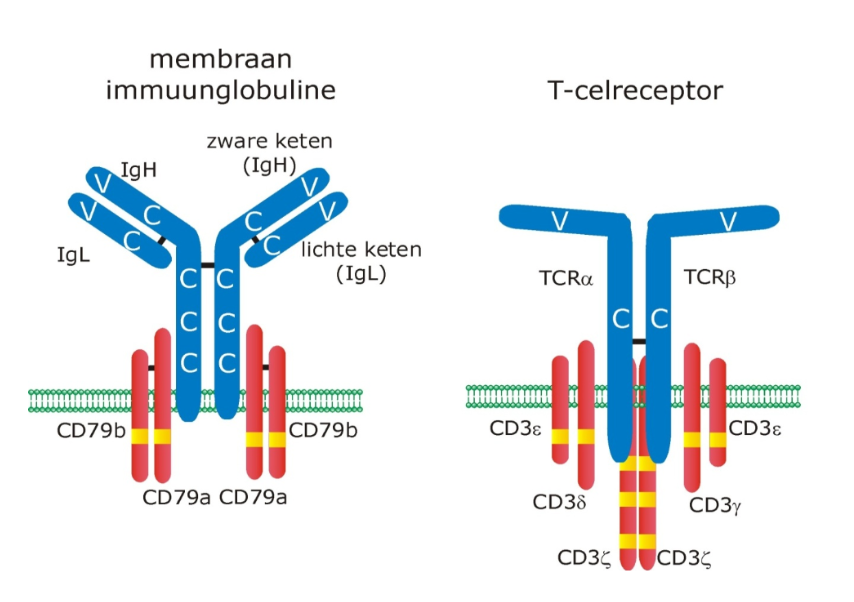 membraan
immuunglobuline
T-celreceptor
zware keten
(IgH)
IgH
V
V
C
C
V
V
C
C
IgL
lichte keten
(IgL)
C
C
C
C
C
C
CD79b
CD79b
CD79a
CD79a
V
V
TCRα
TCRβ
C
C
CD3ε
CD3ε
CD3δ
CD3γ
CD3ζ
CD3ζ